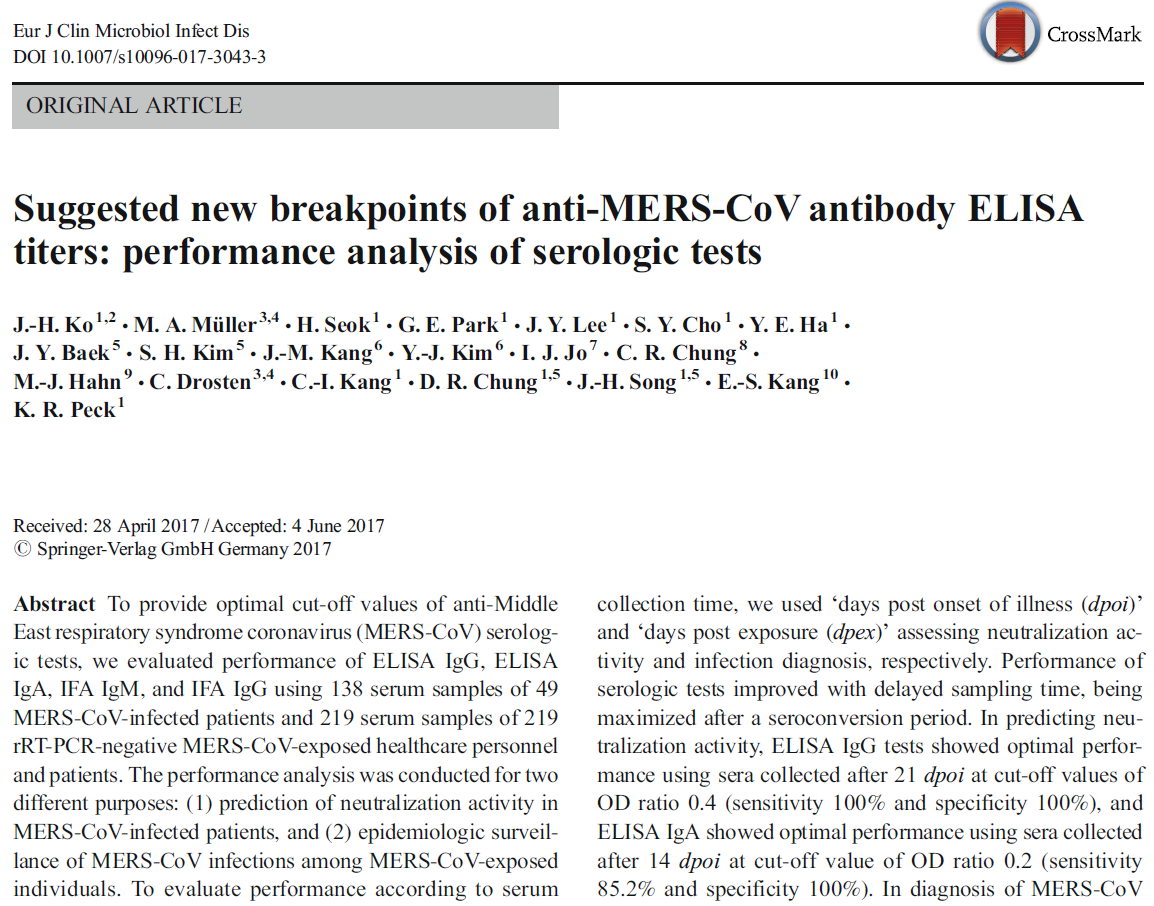 Eur J Clin Microbiol Infect Dis
DOI 10.1007/s10096-017-3043-3
CrossMark
ORIGINAL ARTICLE
Suggested new breakpoints of anti-MERS-CoV antibody ELISA
titers: performance analysis of serologic tests
J.-H. Ko 1,2 • M. A. Müller 3,4 • H. Seok 1 • G. E. Park 1 • J. Y. Lee 1 • S. Y. Cho 1 • Y. E. Ha 1 •
J. Y. Baek 5 • S. H. Kim 5 • J.-M. Kang 6 • Y.-J. Kim 6 • I. J. Jo 7 • C. R. Chung 8 •
M.-J. Hahn 9 • C. Drosten 3,4 • C.-I. Kang 1 • D. R. Chung 1,5 • J.-H. Song 1,5 • E.-S. Kang 10 •
K. R. Peck 1
Received: 28 April 2017 / Accepted: 4 June 2017
© Springer-Verlag GmbH Germany 2017
Abstract To provide optimal cut-off values of anti-Middle
East respiratory syndrome coronavirus (MERS-CoV) serolog-
ic tests, we evaluated performance of ELISA IgG, ELISA
IgA, IFA IgM, and IFA IgG using 138 serum samples of 49
MERS-CoV-infected patients and 219 serum samples of 219
rRT-PCR-negative MERS-CoV-exposed healthcare personnel
and patients. The performance analysis was conducted for two
different purposes: (1) prediction of neutralization activity in
MERS-CoV-infected patients, and (2) epidemiologic surveil-
lance of MERS-CoV infections among MERS-CoV-exposed
individuals. To evaluate performance according to serum
collection time, we used ‘days post onset of illness (dpoi)’
and ‘days post exposure (dpex)’ assessing neutralization ac-
tivity and infection diagnosis, respectively. Performance of
serologic tests improved with delayed sampling time, being
maximized after a seroconversion period. In predicting neu-
tralization activity, ELISA IgG tests showed optimal perfor-
mance using sera collected after 21 dpoi at cut-off values of
OD ratio 0.4 (sensitivity 100% and specificity 100%), and
ELISA IgA showed optimal performance using sera collected
after 14 dpoi at cut-off value of OD ratio 0.2 (sensitivity
85.2% and specificity 100%). In diagnosis of MERS-CoV